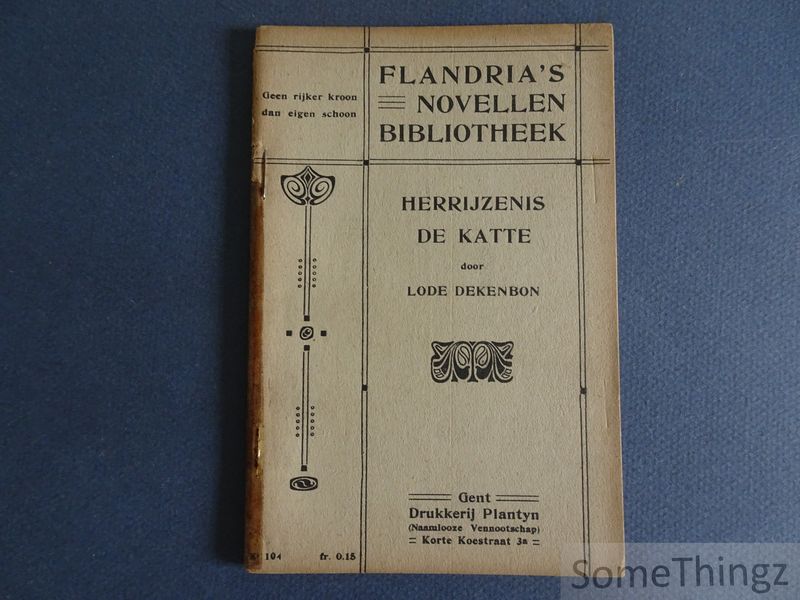 Geen rijker kroon
dan eigen schoon
FLANDRIA'S
NOVELLEN
BIBLIOTHEEK
HERRIJZENIS
DE KATTE
door
LODE DEKENBON
Gent
Drukkerij Plantyn
(Naamlooze Vennootschap)
Korte Koestraat 3a
104 fr. 0.15
SomeThingz